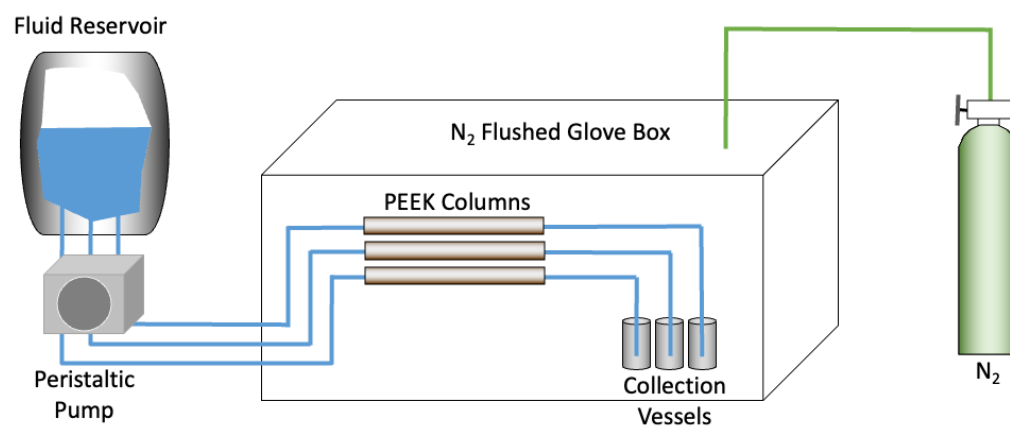 Fluid Reservoir
N₂ Flushed Glove Box
PEEK Columns
Peristaltic
Pump
Collection
Vessels
N₂